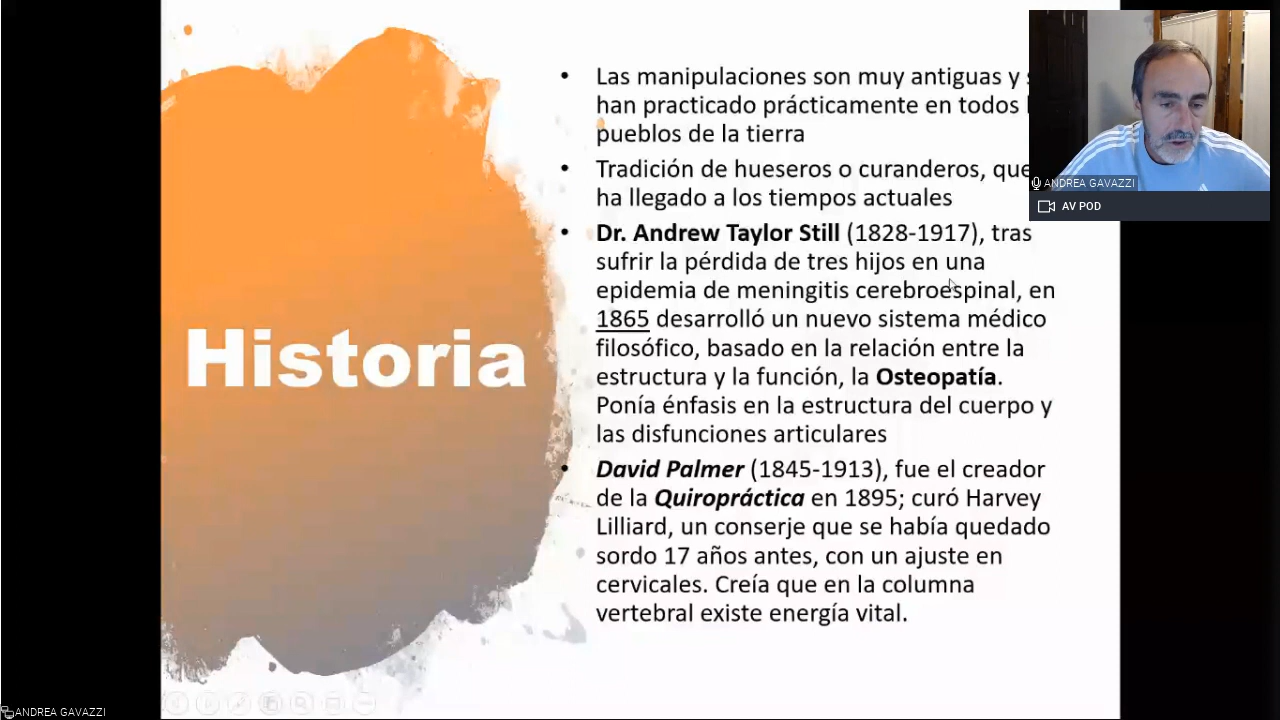 Historia
• Las manipulaciones son muy antiguas y
han practicado prácticamente en todos
pueblos de la tierra
• Tradición de hueseros o curanderos, que
ha llegado a los tiempos actuales
• Dr. Andrew Taylor Still (1828-1917), tras
sufrir la pérdida de tres hijos en una
epidemia de meningitis cerebroespinal, en
1865 desarrolló un nuevo sistema médico
filosófico, basado en la relación entre la
estructura y la función, la Osteopatía.
Ponía énfasis en la estructura del cuerpo y
las disfunciones articulares
• David Palmer (1845-1913), fue el creador
de la Quiropráctica en 1895; curó Harvey
Lilliard, un conserje que se había quedado
sordo 17 años antes, con un ajuste en
cervicales. Creía que en la columna
vertebral existe energía vital.
ANDREA GAVAZZI
AV POD
ANDREA GAVAZZI